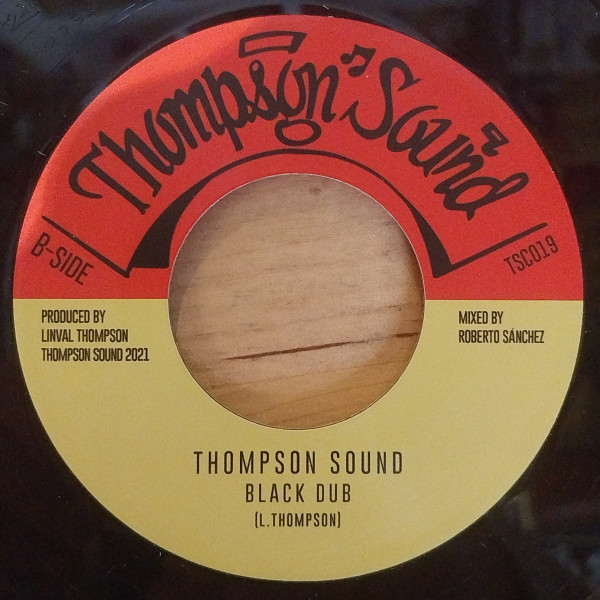 Thompson Sound
B-SIDE
TSC019
PRODUCED BY
LINVAL THOMPSON
THOMPSON SOUND 2021
MIXED BY
ROBERTO SÁNCHEZ
THOMPSON SOUND
BLACK DUB
(L.THOMPSON)